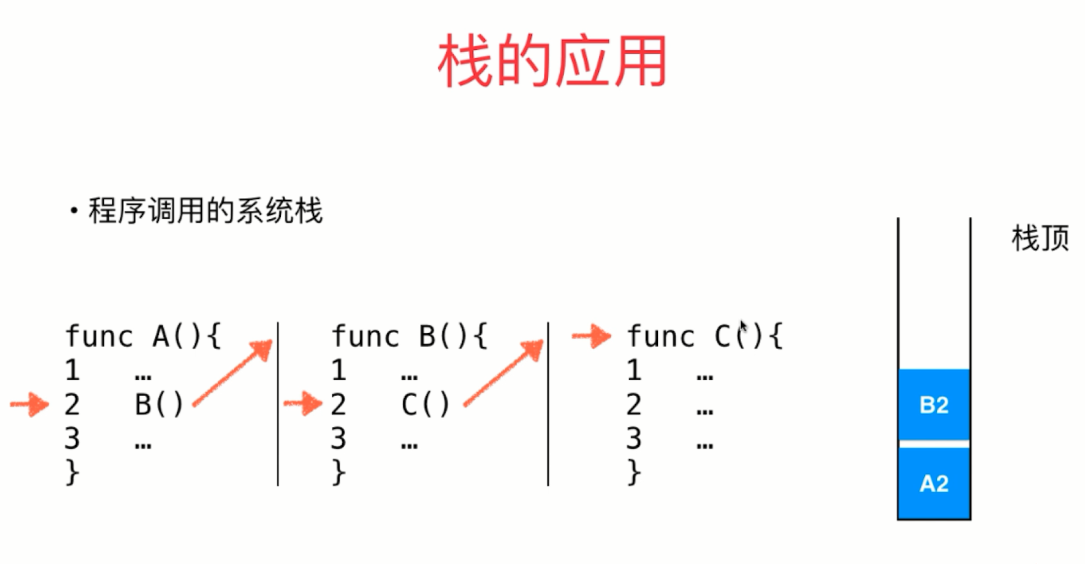 栈的应用
• 程序调用的系统栈
栈顶
func A(){
1 …
2 B()
3 …
}
func B(){
1 …
2 C()
3 …
}
func C(){
1 …
2 …
3 …
}
B2
A2